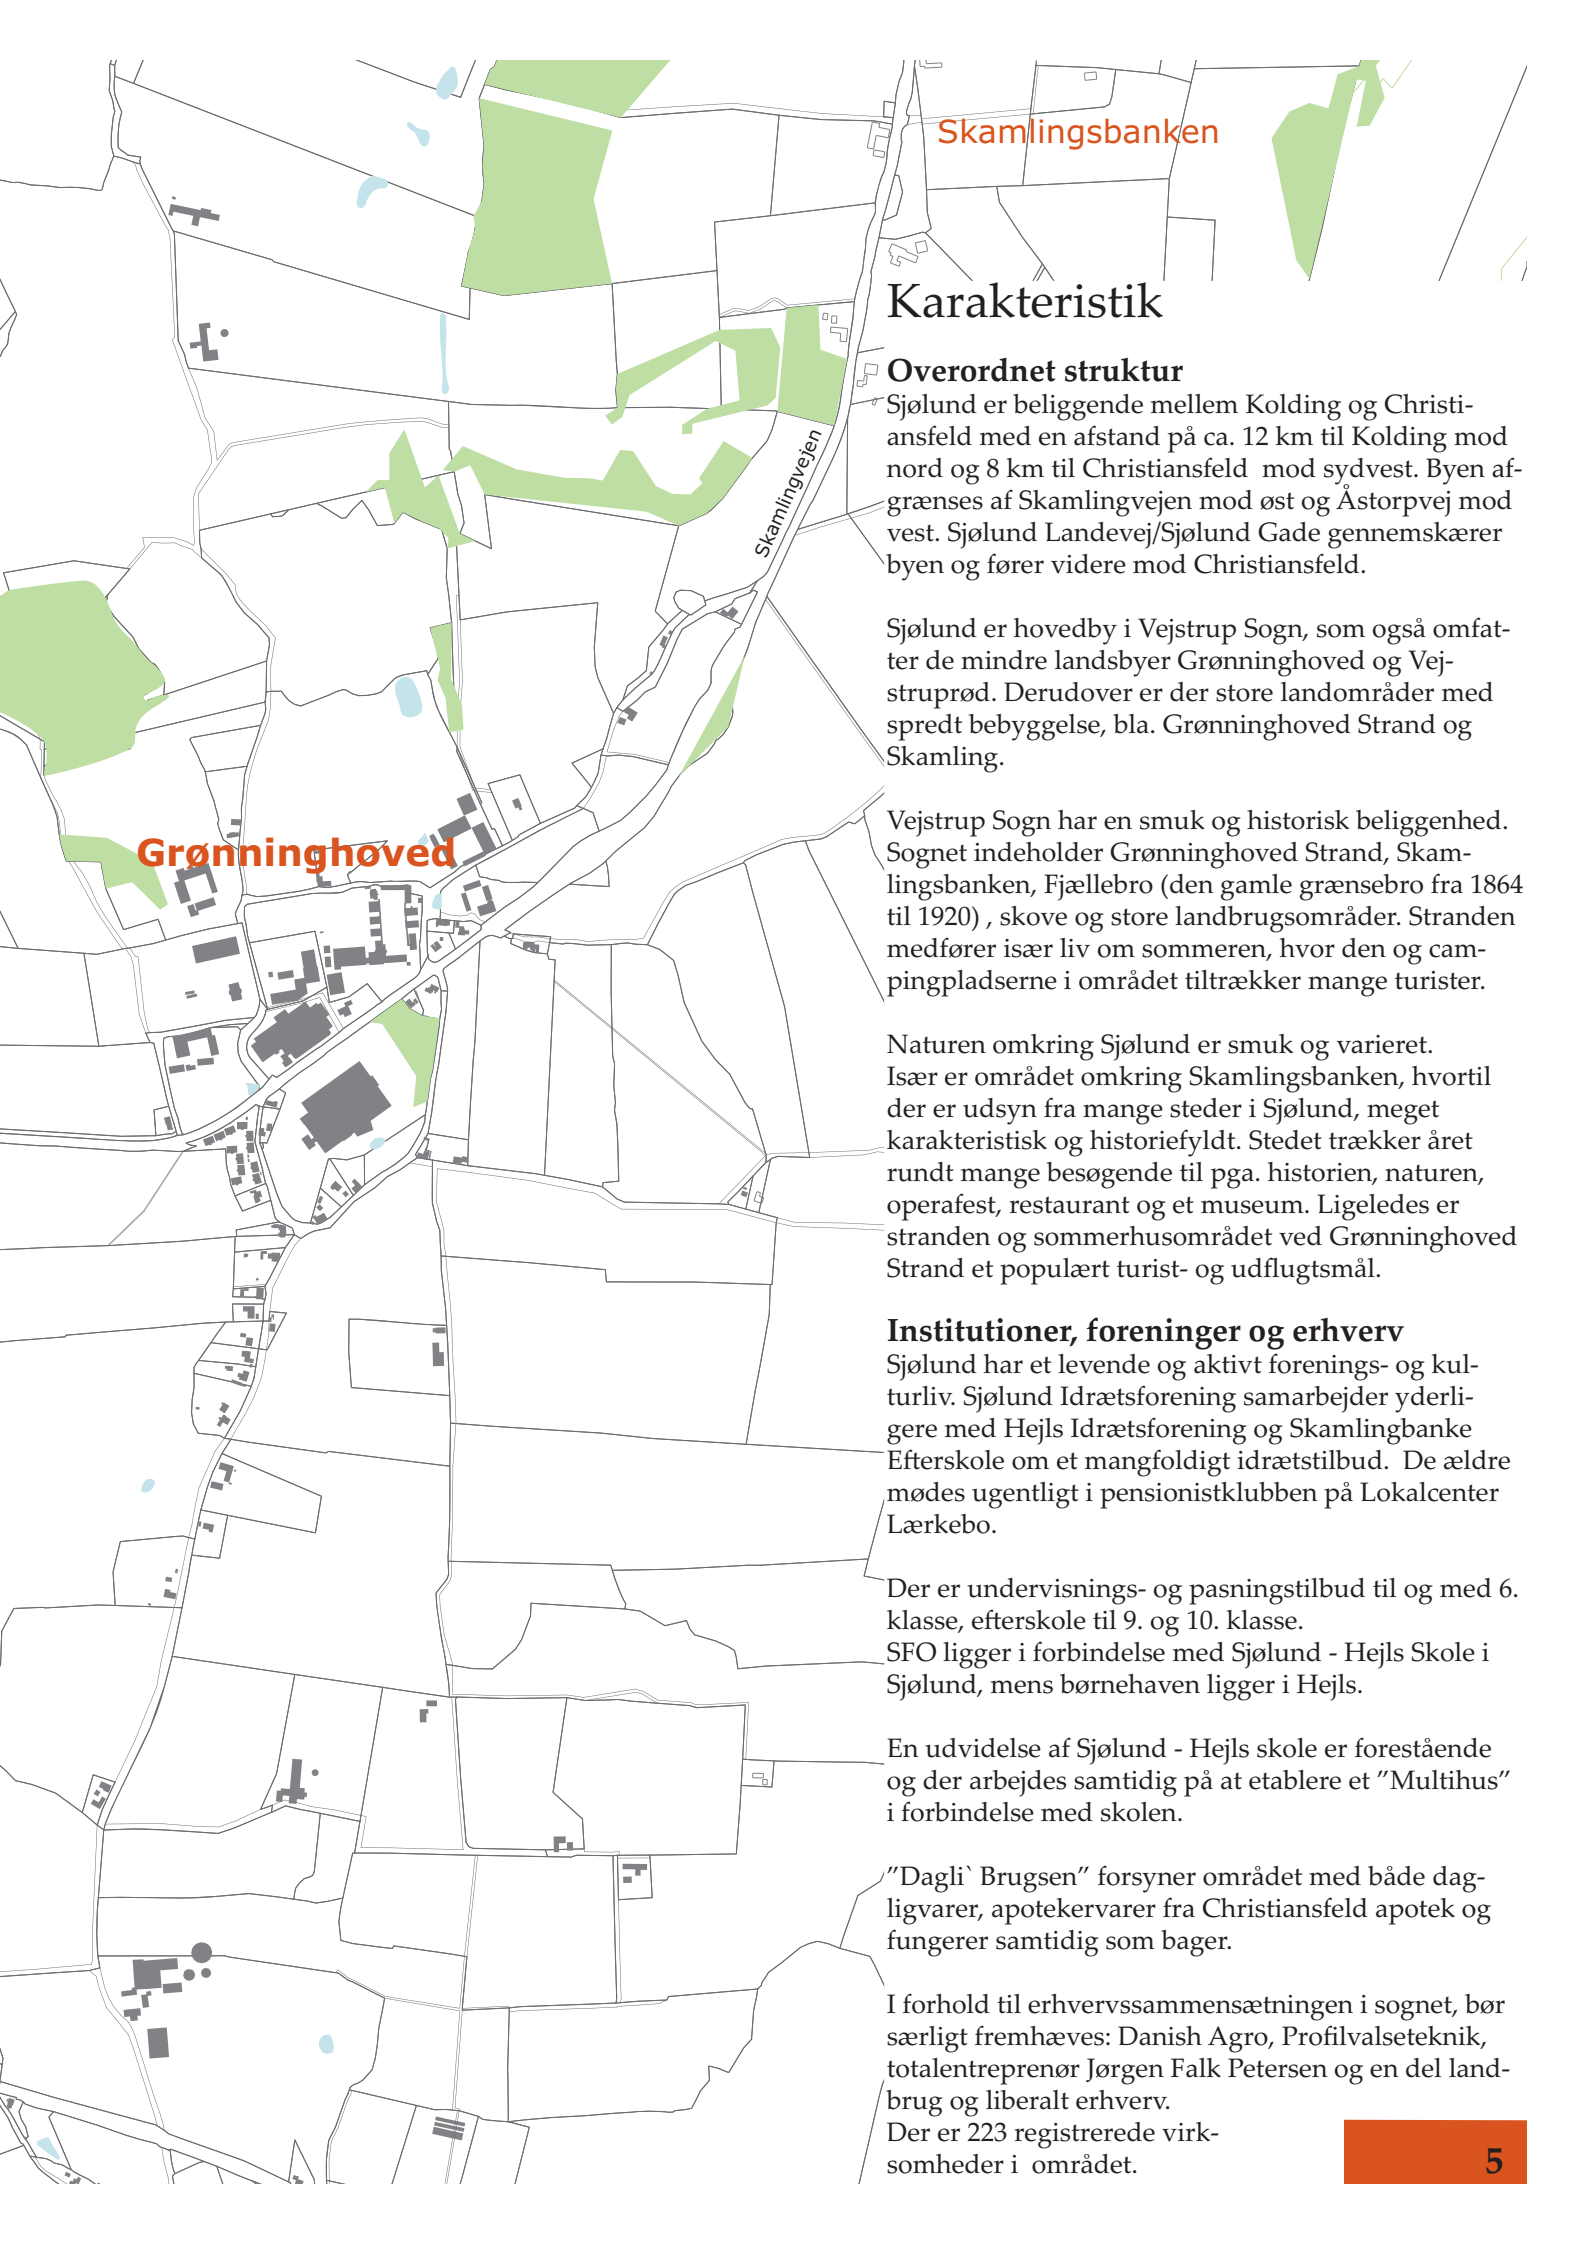 Skamlingsbanken
Skamlingvejen
Grønninghoved
Karakteristik
Overordnet struktur
Sjølund er beliggende mellem Kolding og Christi-
ansfeld med en afstand på ca. 12 km til Kolding mod
nord og 8 km til Christiansfeld  mod sydvest. Byen af-
grænses af Skamlingvejen mod øst og Åstorpvej mod
vest. Sjølund Landevej/Sjølund Gade gennemskærer
byen og fører videre mod Christiansfeld.

Sjølund er hovedby i Vejstrup Sogn, som også omfat-
ter de mindre landsbyer Grønninghoved og Vej-
struprød. Derudover er der store landområder med
spredt bebyggelse, bla. Grønninghoved Strand og
Skamling.

Vejstrup Sogn har en smuk og historisk beliggenhed.
Sognet indeholder Grønninghoved Strand, Skam-
lingsbanken, Fjællebro (den gamle grænsebro fra 1864
til 1920) , skove og store landbrugsområder. Stranden
medfører især liv om sommeren, hvor den og cam-
pingpladserne i området tiltrækker mange turister.

Naturen omkring Sjølund er smuk og varieret.
Især er området omkring Skamlingsbanken, hvortil
der er udsyn fra mange steder i Sjølund, meget
karakteristisk og historiefyldt. Stedet trækker året
rundt mange besøgende til pga. historien, naturen,
operafest, restaurant og et museum. Ligeledes er
stranden og sommerhusområdet ved Grønninghoved
Strand et populært turist- og udflugtsmål.

Institutioner, foreninger og erhverv
Sjølund har et levende og aktivt forenings- og kul-
turliv. Sjølund Idrætsforening samarbejder yderli-
gere med Hejls Idrætsforening og Skamlingbanke
Efterskole om et mangfoldigt idrætstilbud.  De ældre
mødes ugentligt i pensionistklubben på Lokalcenter
Lærkebo.

Der er undervisnings- og pasningstilbud til og med 6.
klasse, efterskole til 9. og 10. klasse.
SFO ligger i forbindelse med Sjølund - Hejls Skole i
Sjølund, mens børnehaven ligger i Hejls.

En udvidelse af Sjølund - Hejls skole er forestående
og der arbejdes samtidig på at etablere et ”Multihus”
i forbindelse med skolen.

”Dagli` Brugsen” forsyner området med både dag-
ligvarer, apotekervarer fra Christiansfeld apotek og
fungerer samtidig som bager.

I forhold til erhvervssammensætningen i sognet, bør
særligt fremhæves: Danish Agro, Profilvalseteknik,
totalentreprenør Jørgen Falk Petersen og en del land-
brug og liberalt erhverv.
Der er 223 registrerede virk-
somheder i  området.
5